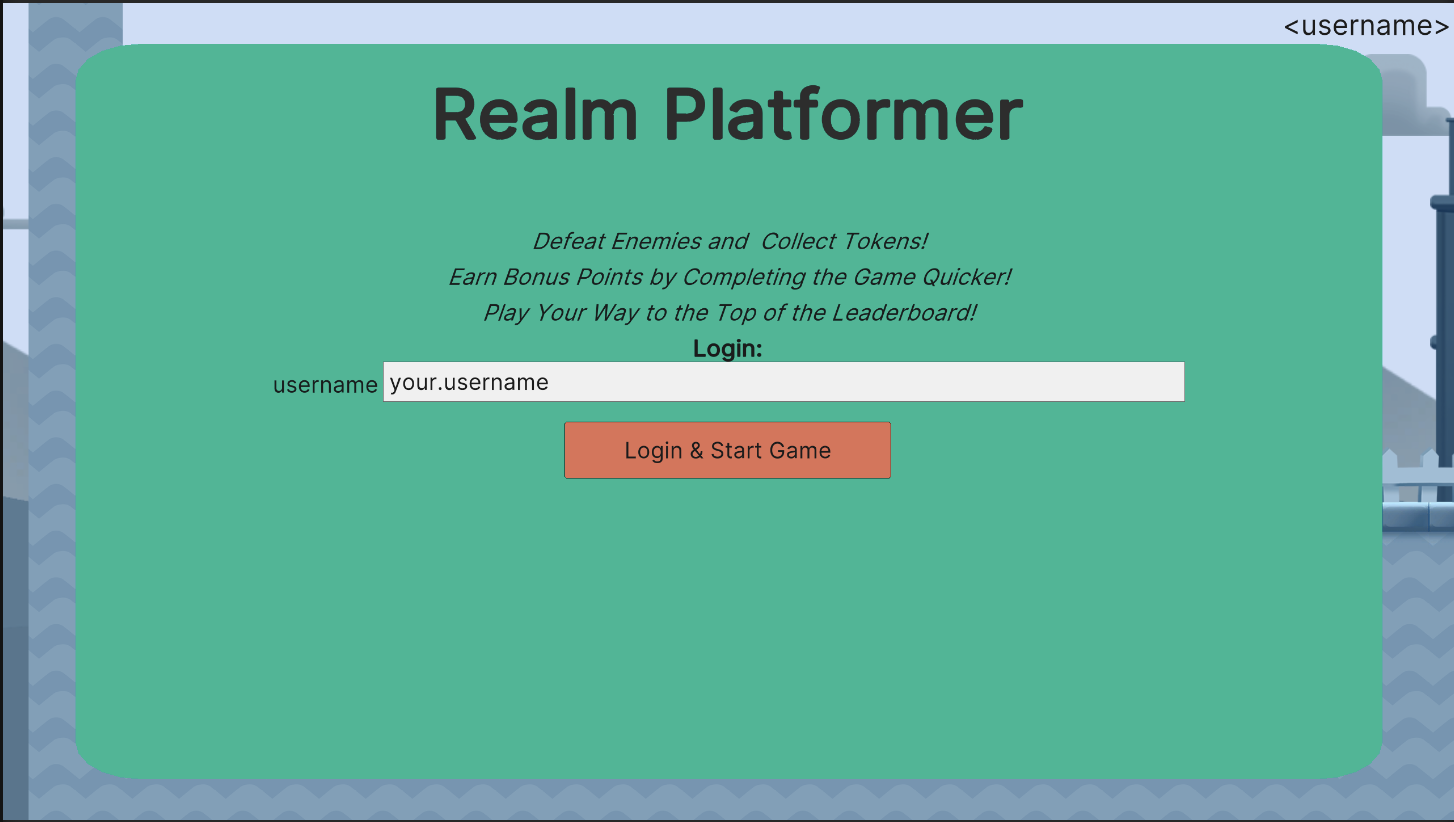 <username>
Realm Platformer
Defeat Enemies and  Collect Tokens!
Earn Bonus Points by Completing the Game Quicker!
Play Your Way to the Top of the Leaderboard!
Login:
username your.username
Login & Start Game